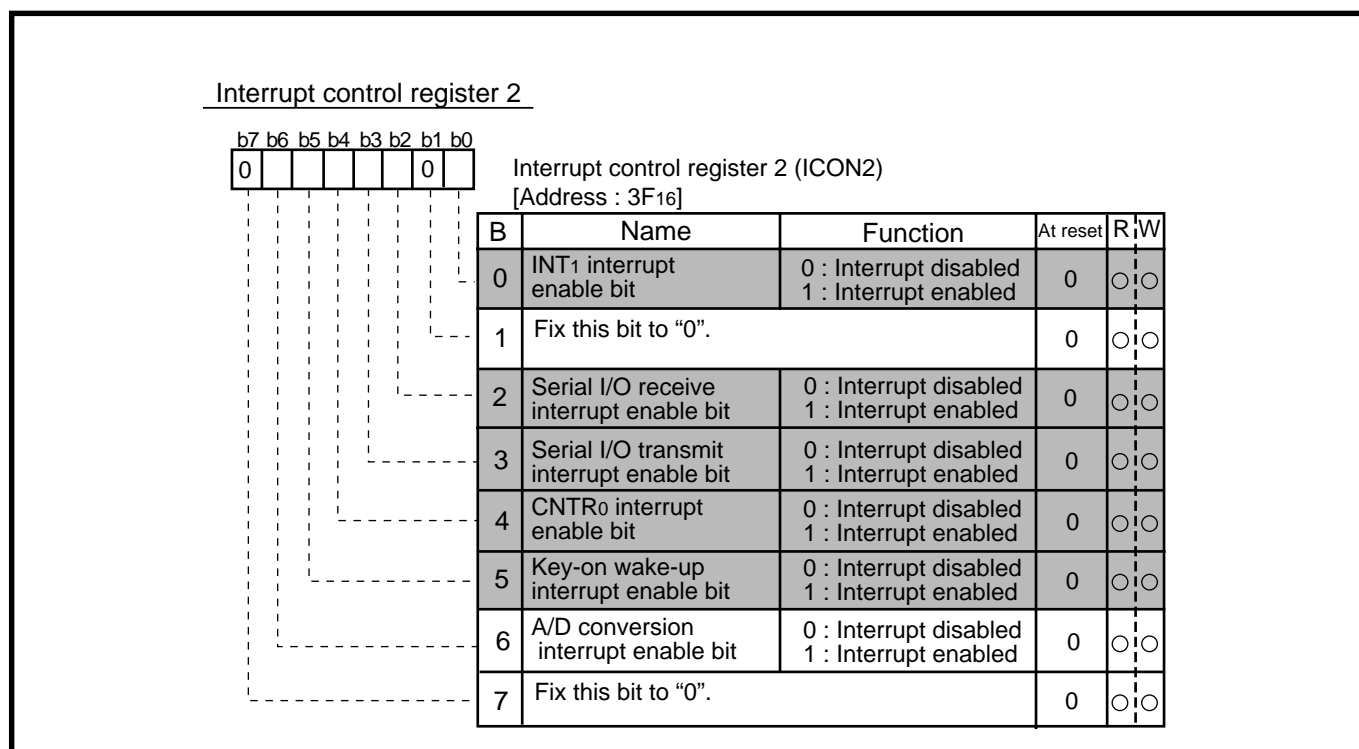 Interrupt control register 2
b7 b6 b5 b4 b3 b2 b1 b0
0 0
Interrupt control register 2 (ICON2)
[Address : 3F16]
B Name Function At reset R W
0 INT1 interrupt enable bit 0 : Interrupt disabled 1 : Interrupt enabled 0 ○ ○
1 Fix this bit to “0”. 0 ○ ○
2 Serial I/O receive interrupt enable bit 0 : Interrupt disabled 1 : Interrupt enabled 0 ○ ○
3 Serial I/O transmit interrupt enable bit 0 : Interrupt disabled 1 : Interrupt enabled 0 ○ ○
4 CNTR0 interrupt enable bit 0 : Interrupt disabled 1 : Interrupt enabled 0 ○ ○
5 Key-on wake-up interrupt enable bit 0 : Interrupt disabled 1 : Interrupt enabled 0 ○ ○
6 A/D conversion interrupt enable bit 0 : Interrupt disabled 1 : Interrupt enabled 0 ○ ○
7 Fix this bit to “0”. 0 ○ ○